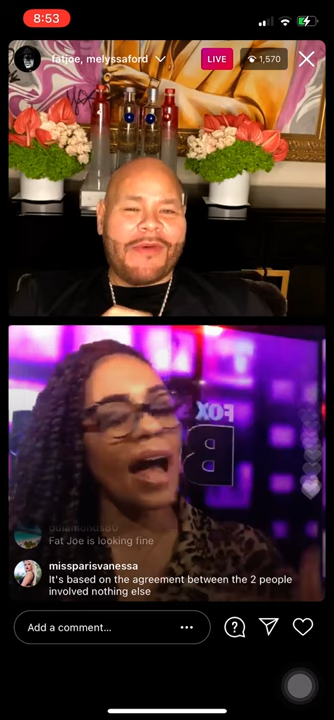 8:53
fatjoe, melyssaford
LIVE
1,570
FOX
B
Fat Joe is looking fine
missparisvanessa
It's based on the agreement between the 2 people
involved nothing else
Add a comment...